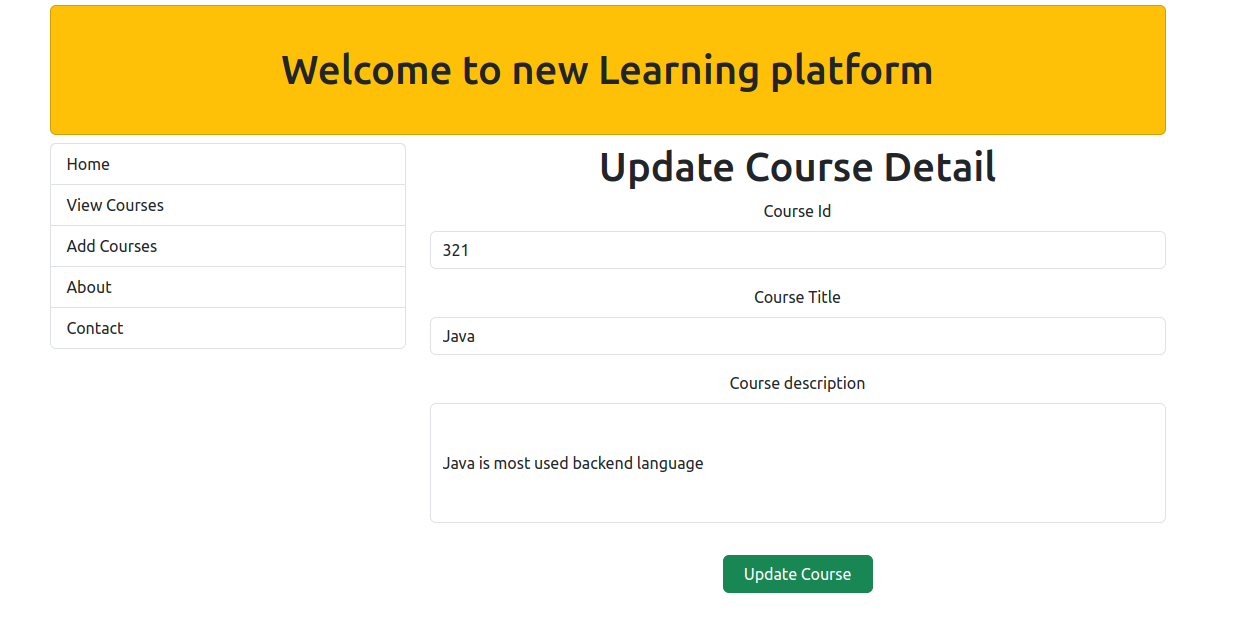 Welcome to new Learning platform
Home
View Courses
Add Courses
About
Contact
Update Course Detail
Course Id
321
Course Title
Java
Course description
Java is most used backend language
Update Course